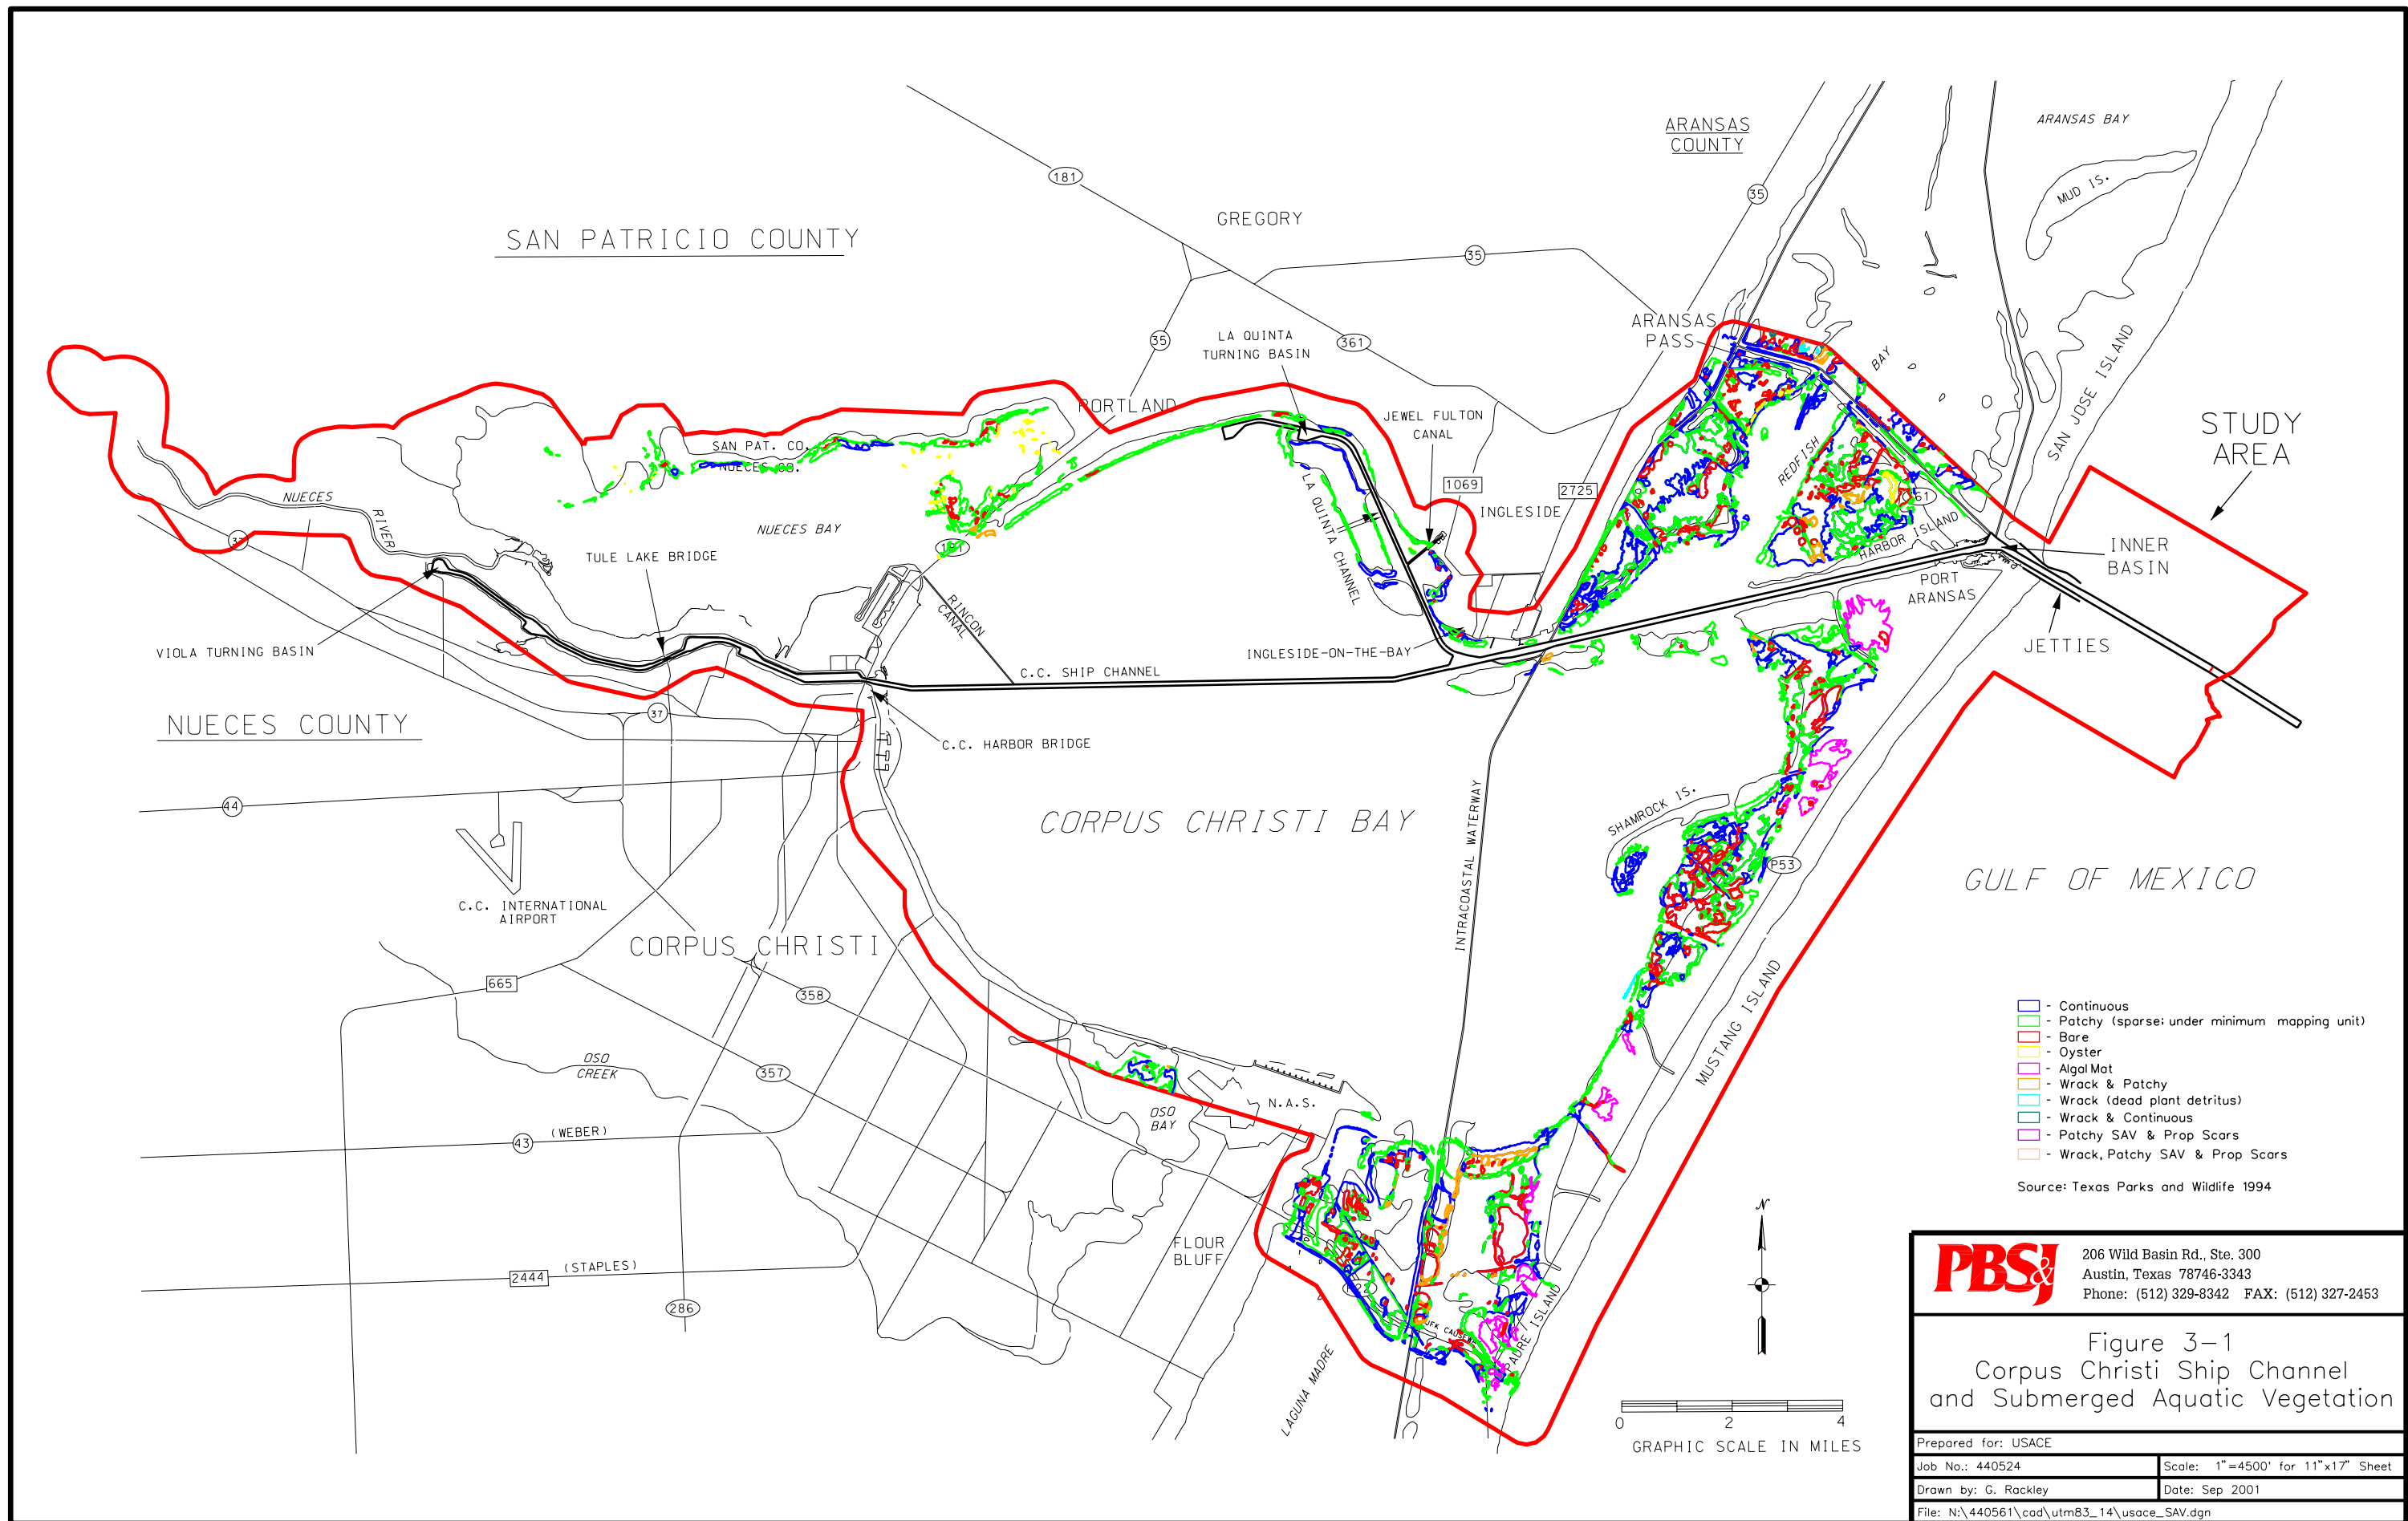 ARANSAS BAY
ARANSAS
COUNTY
181
35
MUD IS.
GREGORY
SAN PATRICIO COUNTY
35
ARANSAS
PASS
LA QUINTA
TURNING BASIN
35
361
BAY
SAN JOSE ISLAND
PORTLAND
JEWEL FULTON
CANAL
STUDY
AREA
SAN PAT. CO.
NUECES CO.
REDFISH
1069
2725
INGLESIDE
361
NUECES
RIVER
NUECES BAY
LA QUINTA CHANNEL
HARBOR ISLAND
37
181
TULE LAKE BRIDGE
INNER
BASIN
PORT
ARANSAS
RINCON
CANAL
VIOLA TURNING BASIN
INGLESIDE-ON-THE-BAY
JETTIES
C.C. SHIP CHANNEL
NUECES COUNTY
37
C.C. HARBOR BRIDGE
44
CORPUS CHRISTI BAY
INTRACOASTAL WATERWAY
SHAMROCK IS.
P53
GULF OF MEXICO
C.C. INTERNATIONAL
AIRPORT
CORPUS CHRISTI
665
358
MUSTANG ISLAND
OSO
CREEK
357
N.A.S.
OSO
BAY
43
(WEBER)
FLOUR
BLUFF
2444
(STAPLES)
286
P22
JFK CAUSEWAY
PADRE ISLAND
LAGUNA MADRE
- Continuous
- Patchy (sparse; under minimum mapping unit)
- Bare
- Oyster
- Algal Mat
- Wrack & Patchy
- Wrack (dead plant detritus)
- Wrack & Continuous
- Patchy SAV & Prop Scars
- Wrack, Patchy SAV & Prop Scars
Source: Texas Parks and Wildlife 1994
N
0 2 4
GRAPHIC SCALE IN MILES
PBS&J
206 Wild Basin Rd., Ste. 300
Austin, Texas 78746-3343
Phone: (512) 329-8342 FAX: (512) 327-2453
Figure 3-1
Corpus Christi Ship Channel
and Submerged Aquatic Vegetation
Prepared for: USACE
Job No.: 440524
Scale: 1"=4500' for 11"x17" Sheet
Drawn by: G. Rackley
Date: Sep 2001
File: N:\440561\cad\utm83_14\usace_SAV.dgn